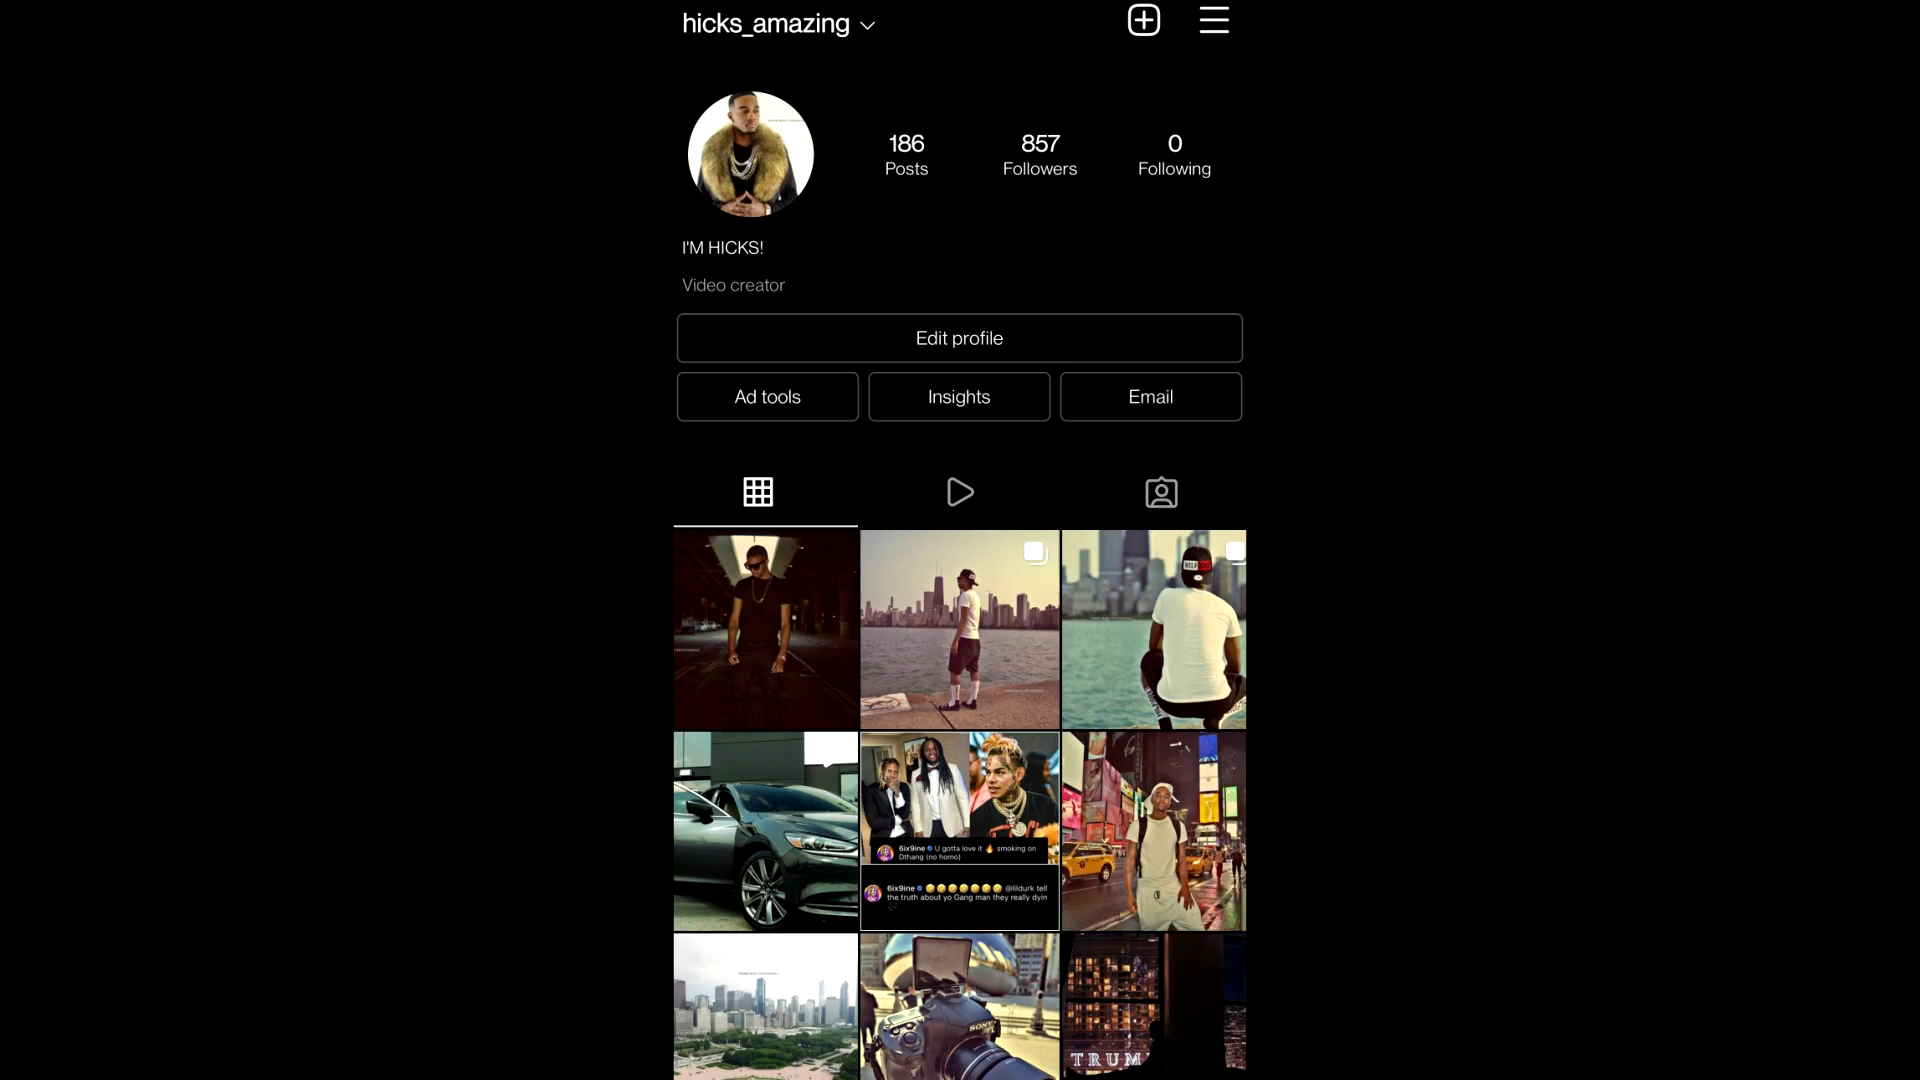 hicks_amazing
186
857
0
Posts
Followers
Following
I'M HICKS!
Video creator
Edit profile
Ad tools
Insights
Email
MILF
6ix9ine U gotta love it 🔥 smoking on
Dthang (no homo)
6ix9ine 🤣🤣🤣🤣🤣🤣🤣 @lildurk tell
the truth about yo Gang man they really dyin
SONY
TRUM